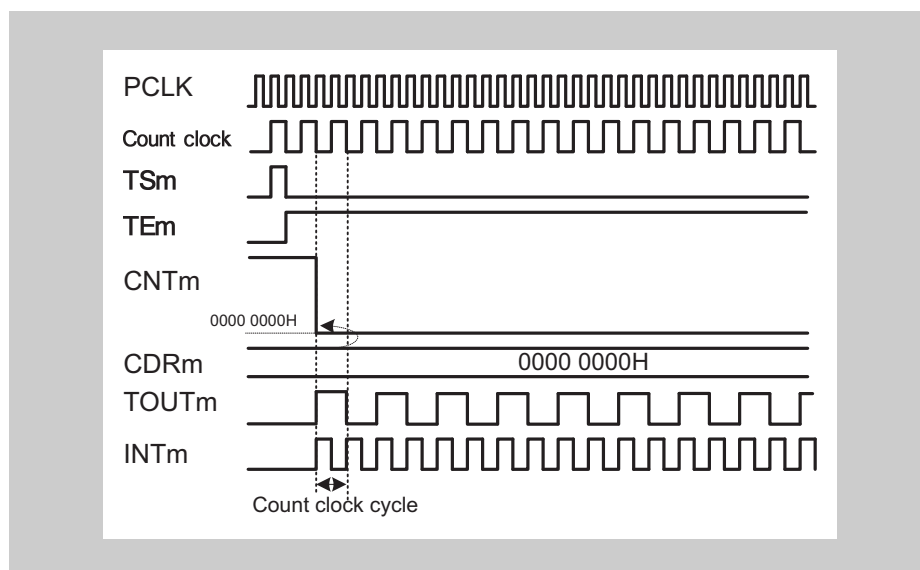 PCLK
Count clock
TSm
TEm
CNTm
0000 0000H
CDRm
0000 0000H
TOUTm
INTm
Count clock cycle